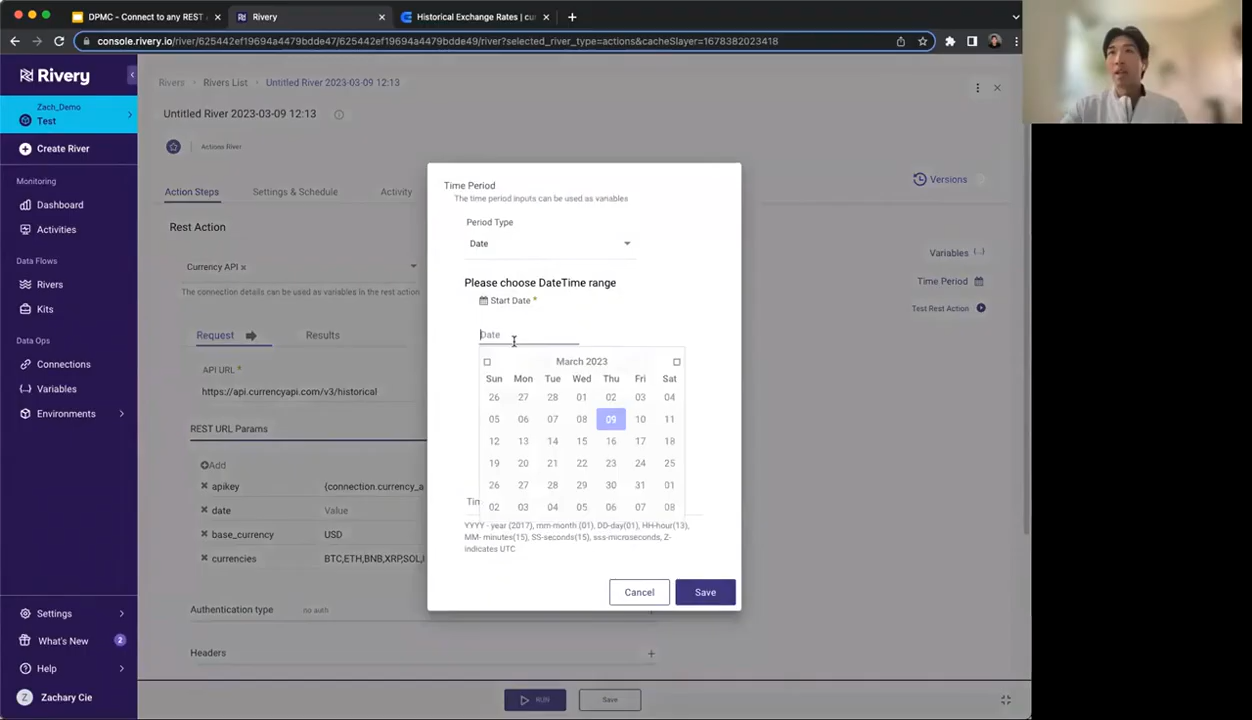 DPMC - Connect to any REST
Rivery
Historical Exchange Rates | cu
console.rivery.io/river/625442ef19694a4479bdde47/625442ef19694a4479bdde49/river?selected_river_type=actions&cacheSlayer=1678382023418
Rivery
Zach_Demo
Test
Create River
Monitoring
Dashboard
Activities
Data Flows
Rivers
Kits
Data Ops
Connections
Variables
Environments
Settings
What's New
2
Help
Z
Zachary Cie
Rivers
Rivers List
Untitled River 2023-03-09 12:13
Untitled River 2023-03-09 12:13
Actions River
Action Steps
Settings & Schedule
Activity
Versions
Rest Action
Variables
Time Period
Test Rest Action
Currency API
The connection details can be used as variables in the rest action
Request
Results
API URL *
https://api.currencyapi.com/v3/historical
REST URL Params
Add
apikey
{connection.currency_a
date
Value
base_currency
USD
currencies
BTC,ETH,BNB,XRP,SOL,
Authentication type
no auth
Headers
RUN
Save
Time Period
The time period inputs can be used as variables
Period Type
Date
Please choose DateTime range
Start Date *
Date
March 2023
Sun Mon Tue Wed Thu Fri Sat
26 27 28 01 02 03 04
05 06 07 08 09 10 11
12 13 14 15 16 17 18
19 20 21 22 23 24 25
26 27 28 29 30 31 01
02 03 04 05 06 07 08
YYYY - year (2017), mm-month (01), DD-day(01), HH-hour(13),
MM- minutes(15), SS-seconds(15), sss-microseconds, Z-
indicates UTC
Cancel
Save